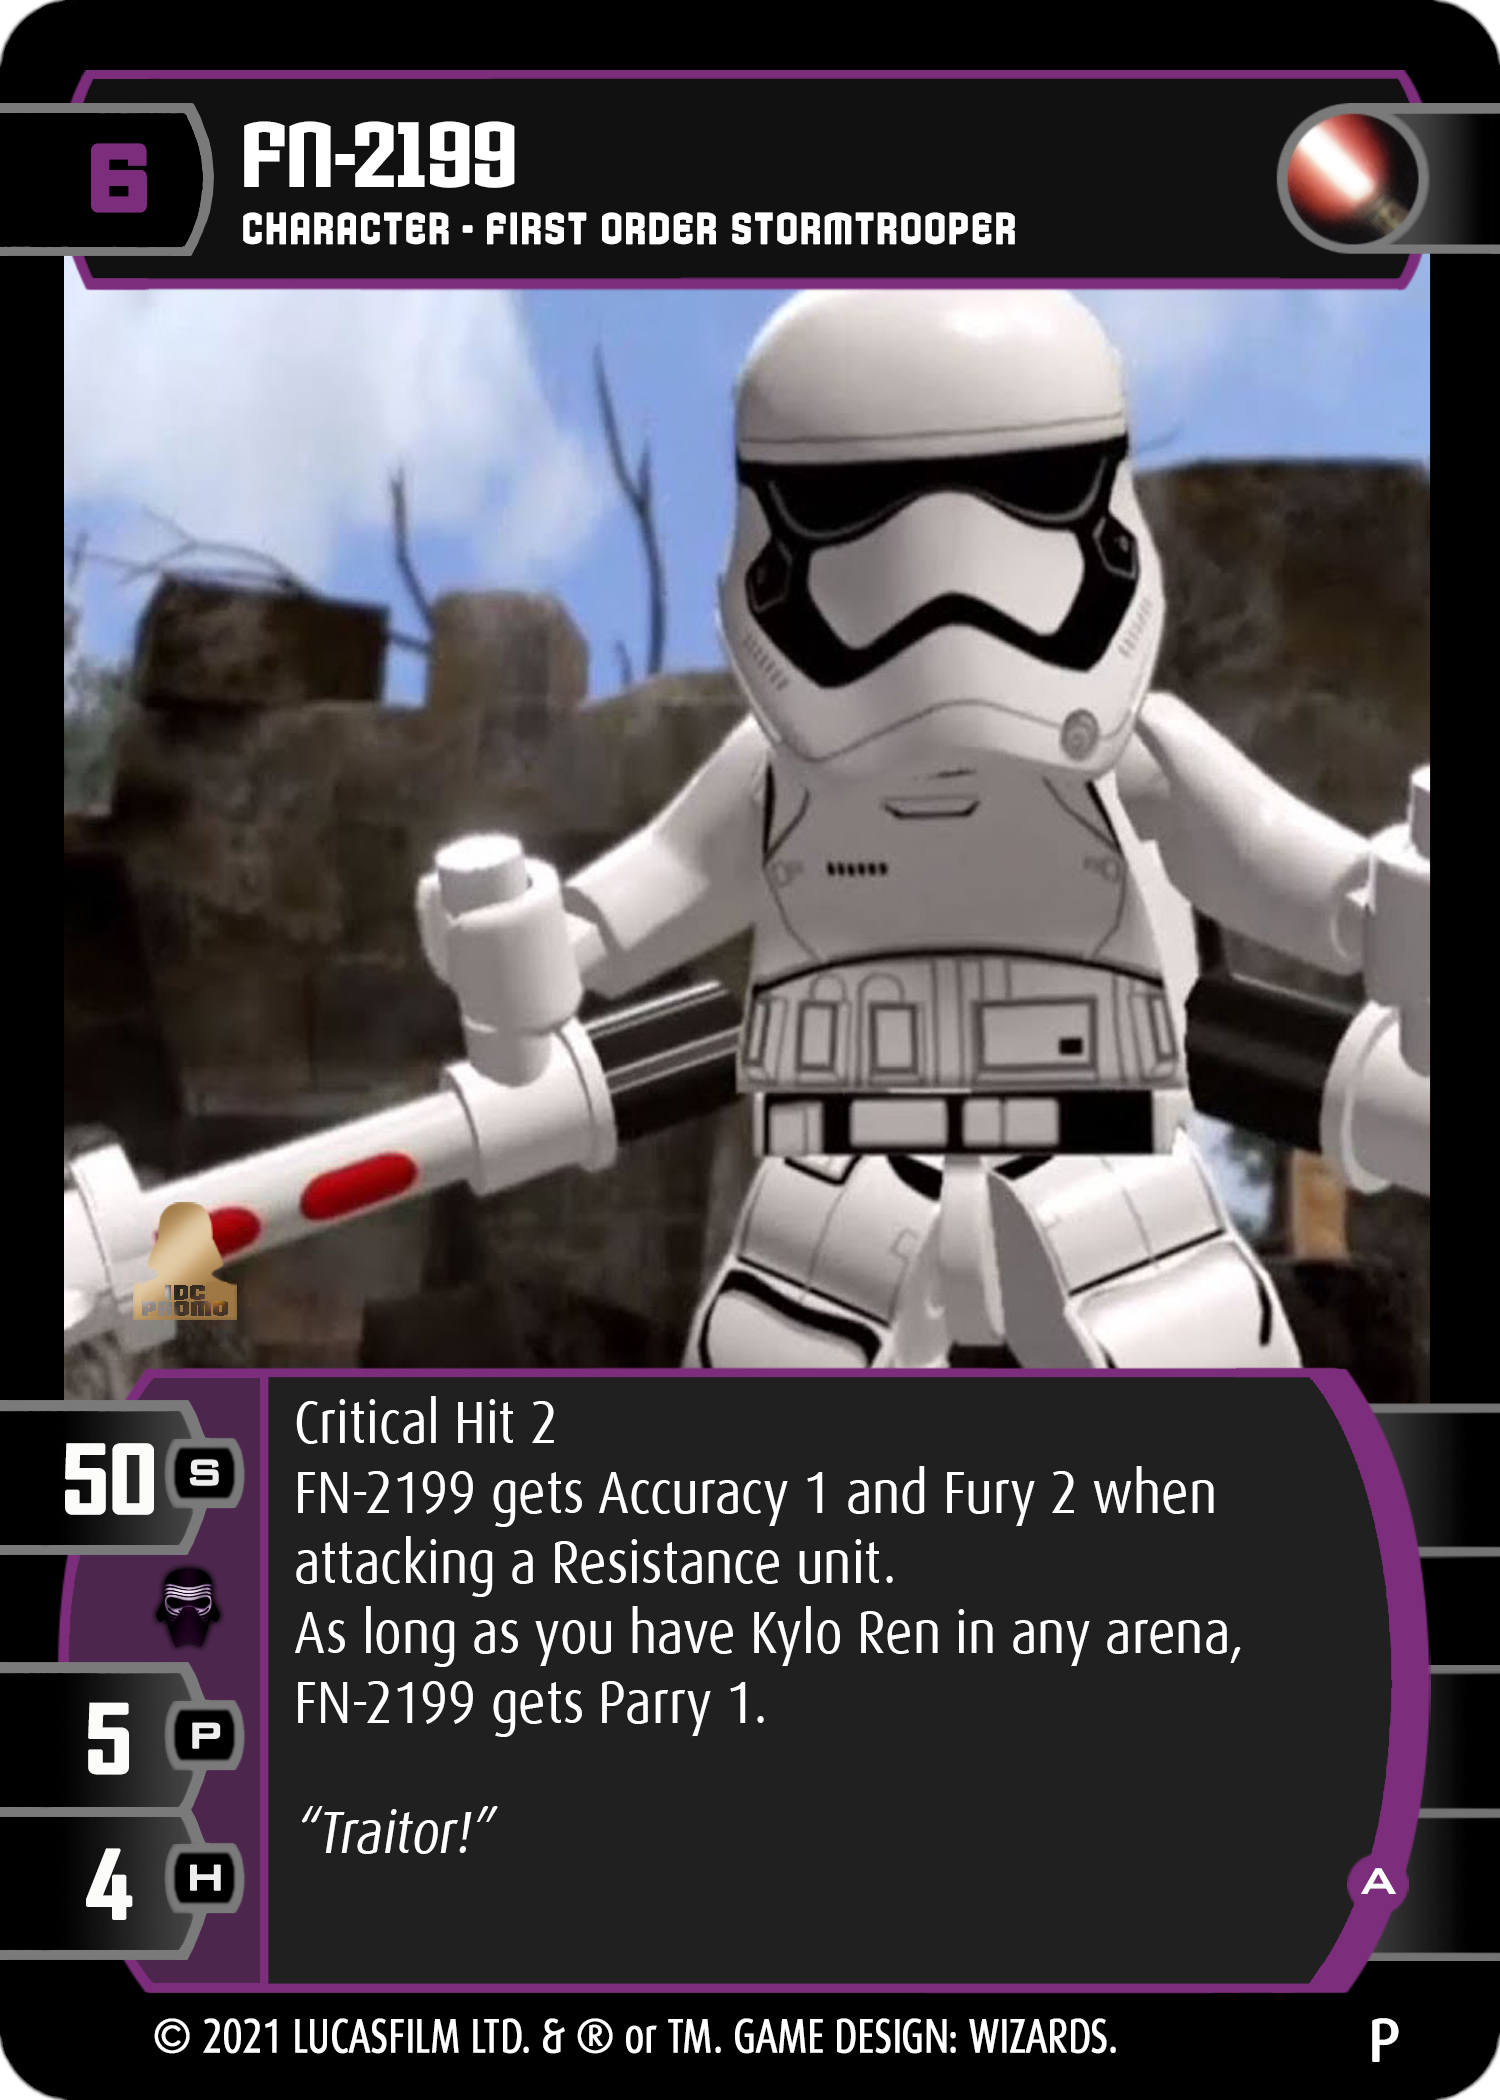 6
FN-2199
CHARACTER - FIRST ORDER STORMTROOPER
IDC
PROMO
50 S
Critical Hit 2
FN-2199 gets Accuracy 1 and Fury 2 when
attacking a Resistance unit.
As long as you have Kylo Ren in any arena,
FN-2199 gets Parry 1.
5 P
“Traitor!”
4 H
A
© 2021 LUCASFILM LTD. & ® or TM. GAME DESIGN: WIZARDS.
P